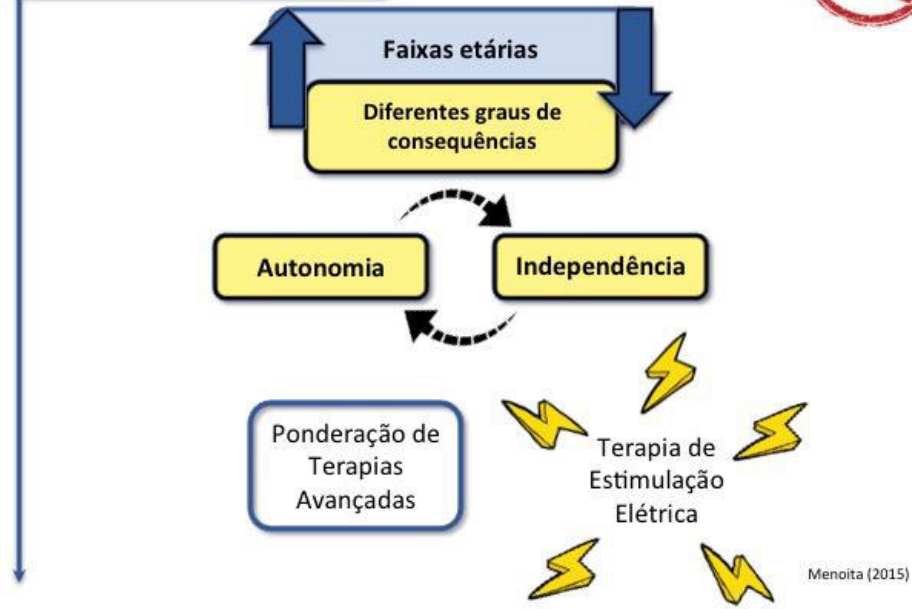 Faixas etárias
Diferentes graus de
consequências
Autonomia
Independência
Ponderação de
Terapias
Avançadas
Terapia de
Estimulação
Elétrica
Menoita (2015)